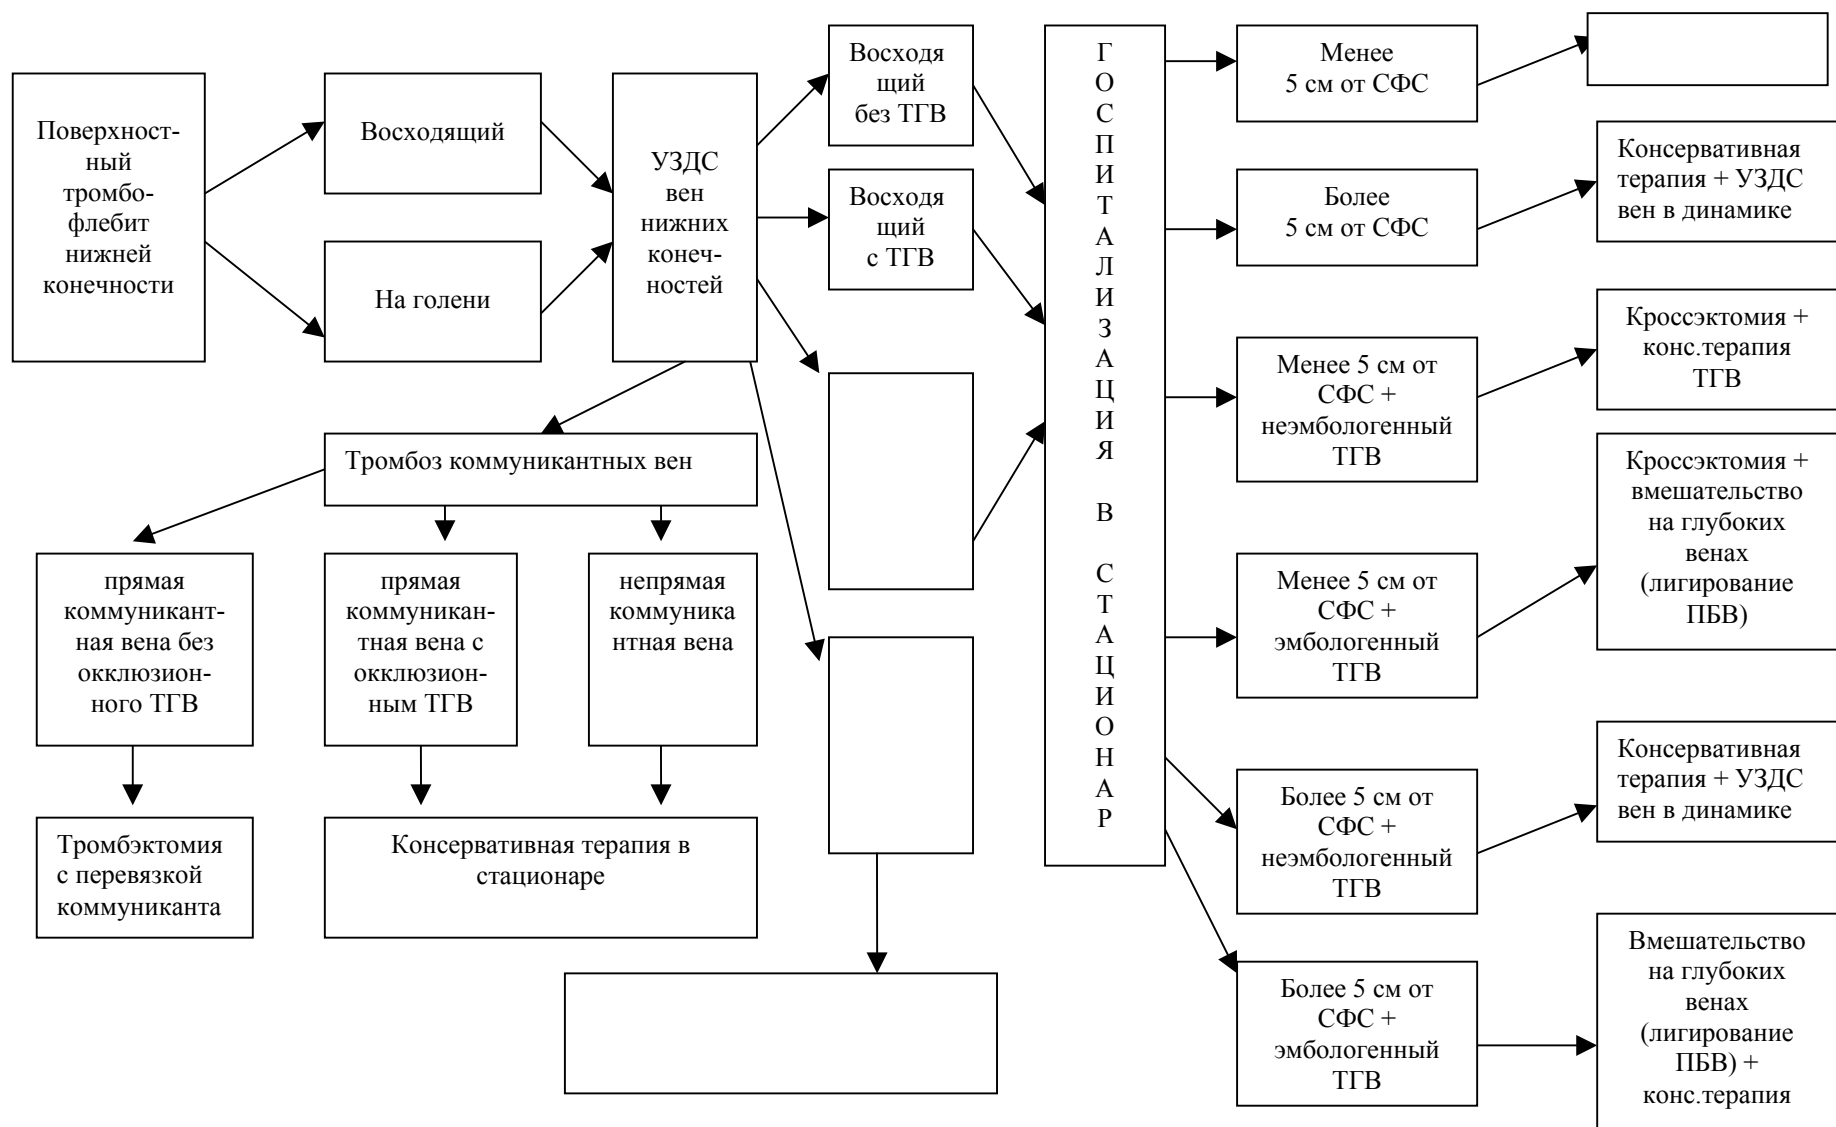 Поверхност-
ный
тромбо-
флебит
нижней
конечности
Восходящий
На голени
УЗДС
вен
нижних
конеч-
ностей
Восходя
щий
без ТГВ
Восходя
щий
с ТГВ
Г
О
С
П
И
Т
А
Л
И
З
А
Ц
И
Я
В
С
Т
А
Ц
И
О
Н
А
Р
Менее
5 см от СФС
Более
5 см от СФС
Консервативная
терапия + УЗДС
вен в динамике
Менее 5 см от
СФС +
неэмбологенный
ТГВ
Кроссэктомия +
конс.терапия
ТГВ
Менее 5 см от
СФС +
эмбологенный
ТГВ
Кроссэктомия +
вмешательство
на глубоких
венах
(лигирование
ПБВ)
Более 5 см от
СФС +
неэмбологенный
ТГВ
Консервативная
терапия + УЗДС
вен в динамике
Более 5 см от
СФС +
эмбологенный
ТГВ
Вмешательство
на глубоких
венах
(лигирование
ПБВ) +
конс.терапия
Тромбоз коммуникантных вен
прямая
коммуникант-
ная вена без
окклюзион-
ного ТГВ
прямая
коммуникан-
тная вена с
окклюзион-
ным ТГВ
непрямая
коммуника
нтная вена
Тромбэктомия
с перевязкой
коммуниканта
Консервативная терапия в
стационаре